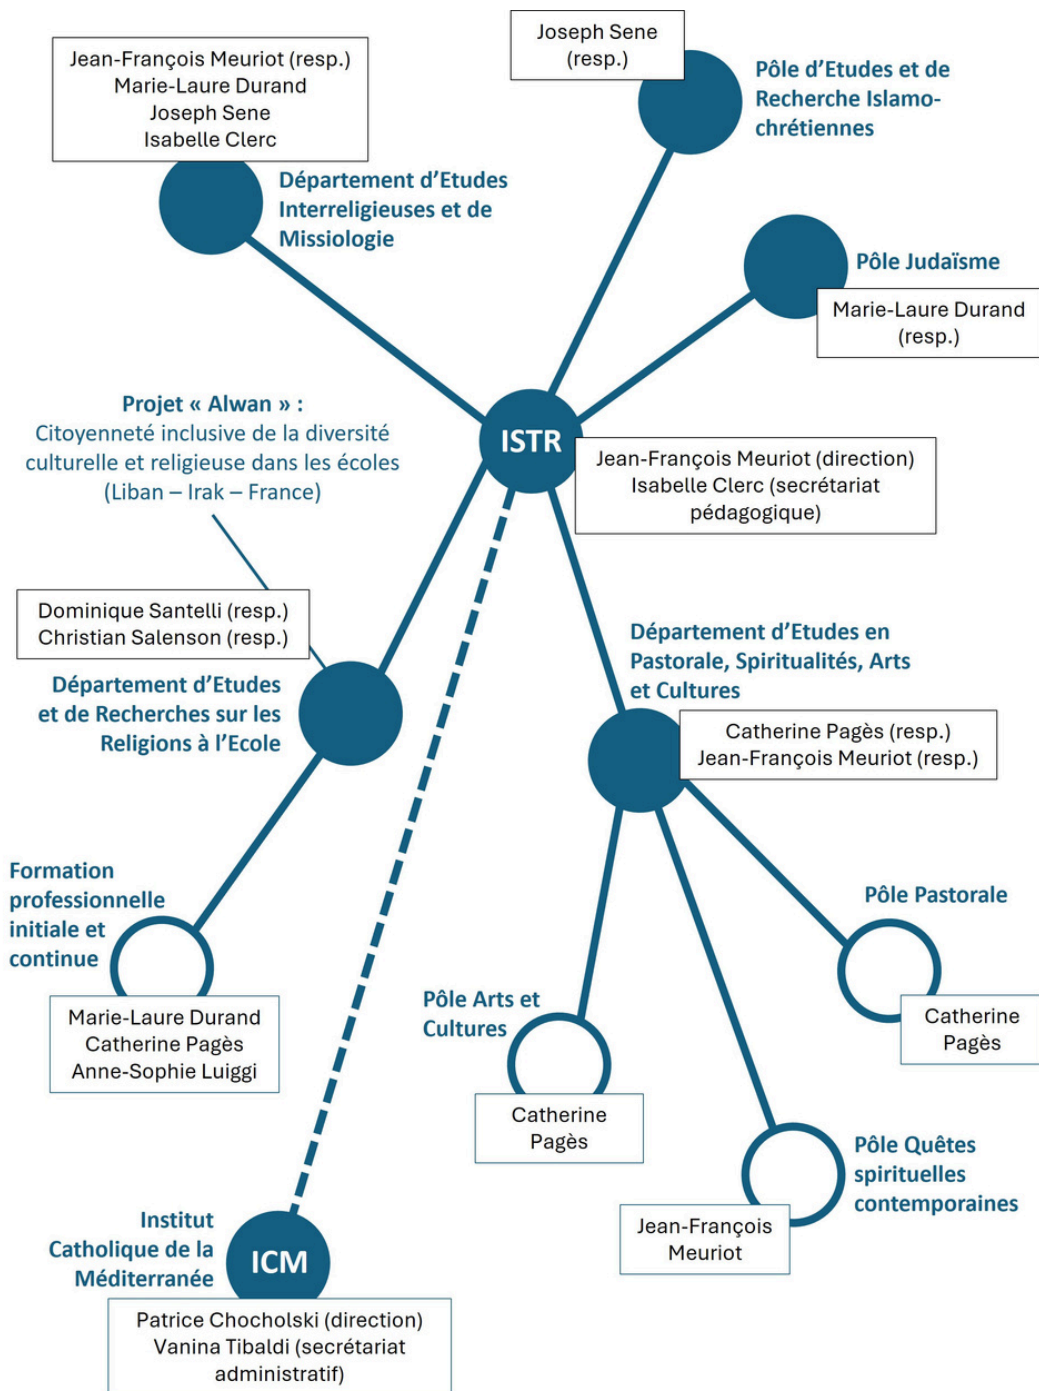 Jean-François Meuriot (resp.)
Marie-Laure Durand
Joseph Sene
Isabelle Clerc
Département d’Etudes
Interreligieuses et de
Missiologie
Joseph Sene
(resp.)
Pôle d’Etudes et de
Recherche Islamo-
chrétiennes
Pôle Judaïsme
Marie-Laure Durand
(resp.)
Projet « Alwan » :
Citoyenneté inclusive de la diversité
culturelle et religieuse dans les écoles
(Liban – Irak – France)
ISTR
Jean-François Meuriot (direction)
Isabelle Clerc (secrétariat
pédagogique)
Dominique Santelli (resp.)
Christian Salenson (resp.)
Département d’Etudes
et de Recherches sur les
Religions à l’Ecole
Département d’Etudes en
Pastorale, Spiritualités, Arts
et Cultures
Catherine Pagès (resp.)
Jean-François Meuriot (resp.)
Formation
professionnelle
initiale et
continue
Marie-Laure Durand
Catherine Pagès
Anne-Sophie Luiggi
Pôle Arts et
Cultures
Catherine
Pagès
Pôle Pastorale
Catherine
Pagès
Pôle Quêtes
spirituelles
contemporaines
Jean-François
Meuriot
Institut
Catholique de la
Méditerranée
ICM
Patrice Chocholski (direction)
Vanina Tibaldi (secrétariat
administratif)